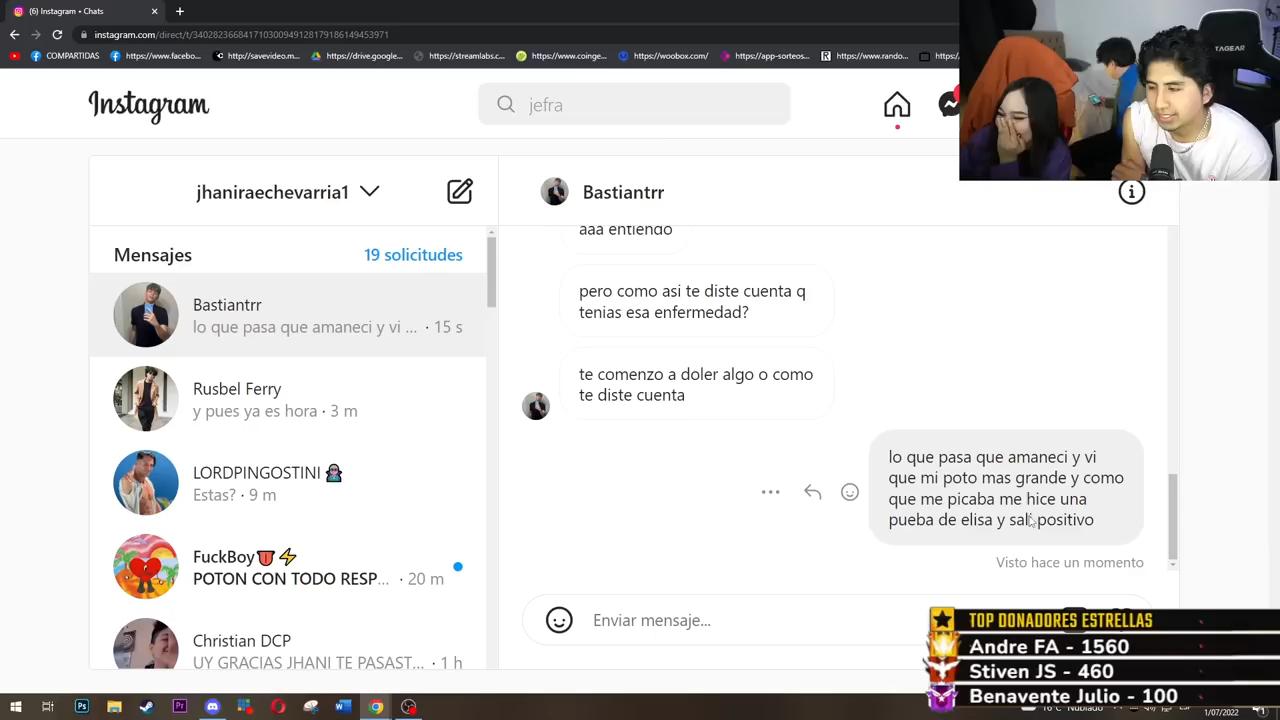 (6) Instagram • Chats
instagram.com/direct/t/340282366841710300949128179186149453971
COMPARTIDAS
https://www.facebo...
http://savevideo.m...
https://drive.google...
https://streamlabs.c...
https://www.coinge...
https://woobox.com/
https://app-sorteos...
https://www.rando...
TAGEAR
Instagram
jefra
jhaniraechevarria1
Bastiantrr
Mensajes
19 solicitudes
Bastiantrr
lo que pasa que amaneci y vi ... · 15 s
Rusbel Ferry
y pues ya es hora · 3 m
LORDPINGOSTINI
Estas? · 9 m
FuckBoy
POTON CON TODO RESP... · 20 m
Christian DCP
UY GRACIAS JHANI TE PASAST... · 1 h
aaa entiendo
pero como asi te diste cuenta q
tenias esa enfermedad?
te comenzo a doler algo o como
te diste cuenta
lo que pasa que amaneci y vi
que mi poto mas grande y como
que me picaba me hice una
pueba de elisa y sali positivo
Visto hace un momento
Enviar mensaje...
TOP DONADORES ESTRELLAS
Andre FA - 1560
Stiven JS - 460
Benavente Julio - 100
1/07/2022